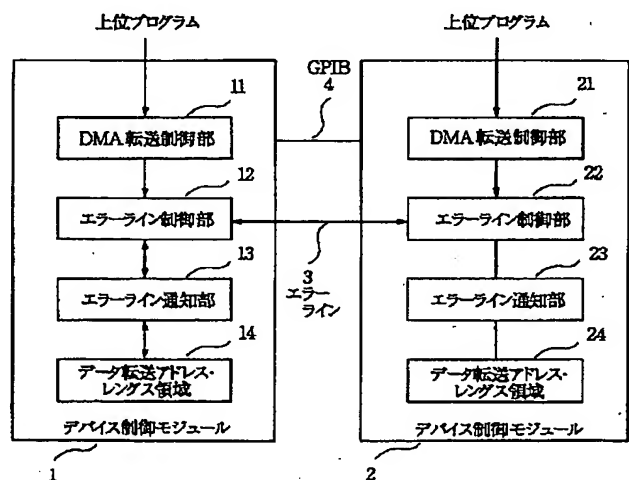 上位プログラム
上位プログラム
GPIB
4
11
DMA転送制御部
12
エラーライン制御部
13
エラーライン通知部
14
データ転送アドレス・
レングス領域
デバイス制御モジュール
1
3
エラー
ライン
21
DMA転送制御部
22
エラーライン制御部
23
エラーライン通知部
24
データ転送アドレス・
レングス領域
デバイス制御モジュール
2